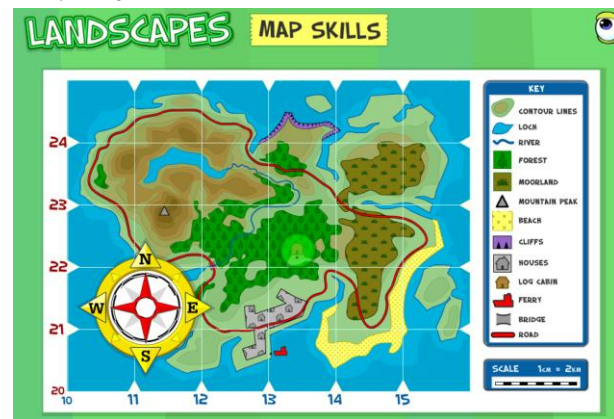 LANDSCAPES
MAP SKILLS
24
23
22
21
20
10
11
12
13
14
15
N
W
E
S
KEY
CONTOUR LINES
LOCH
RIVER
FOREST
MOORLAND
MOUNTAIN PEAK
BEACH
CLIFFS
HOUSES
LOG CABIN
FERRY
BRIDGE
ROAD
SCALE 1CM = 2KM